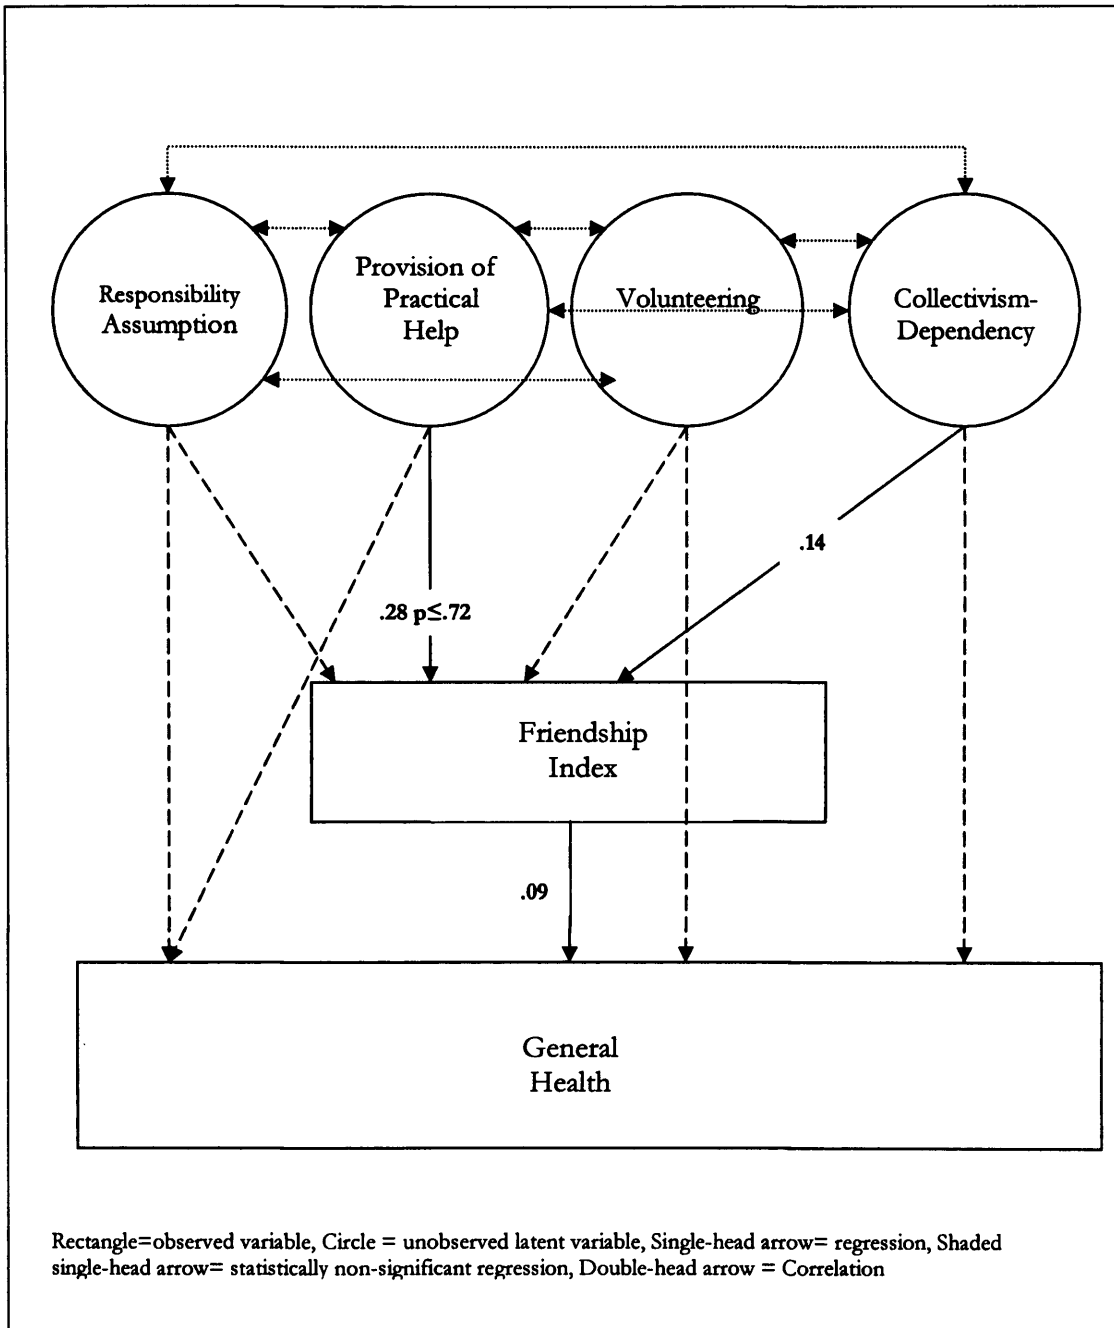 Responsibility
Assumption
Provision of
Practical
Help
Volunteering
Collectivism-
Dependency
.14
.28 p≤.72
Friendship
Index
.09
General
Health
Rectangle=observed variable, Circle = unobserved latent variable, Single-head arrow= regression, Shaded
single-head arrow= statistically non-significant regression, Double-head arrow = Correlation